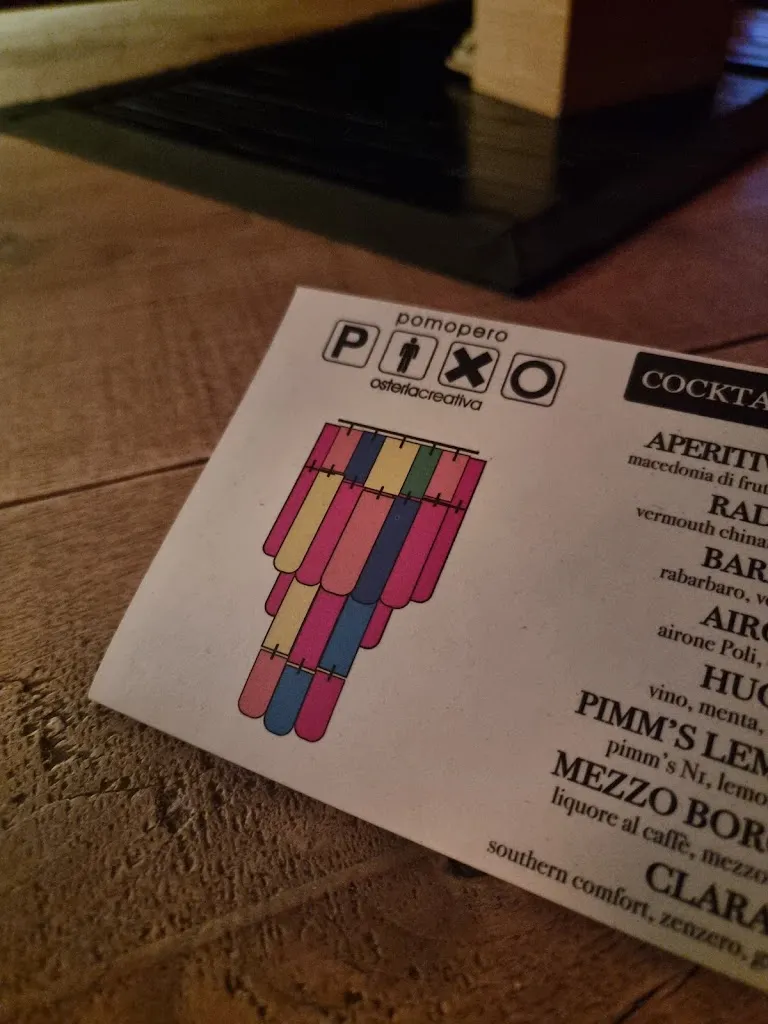 pomopero
P X O
osteriacreativa
COCKTA
APERITIV
macedonia di frut
RAD
vermouth china
BAR
rabarbaro, v
AIRO
airone Poli,
HUG
vino, menta,
PIMM'S LEM
pimm's N1, lemo
MEZZO BOR
liquore al caffè, mezzo
CLARA
southern comfort, zenzero, g